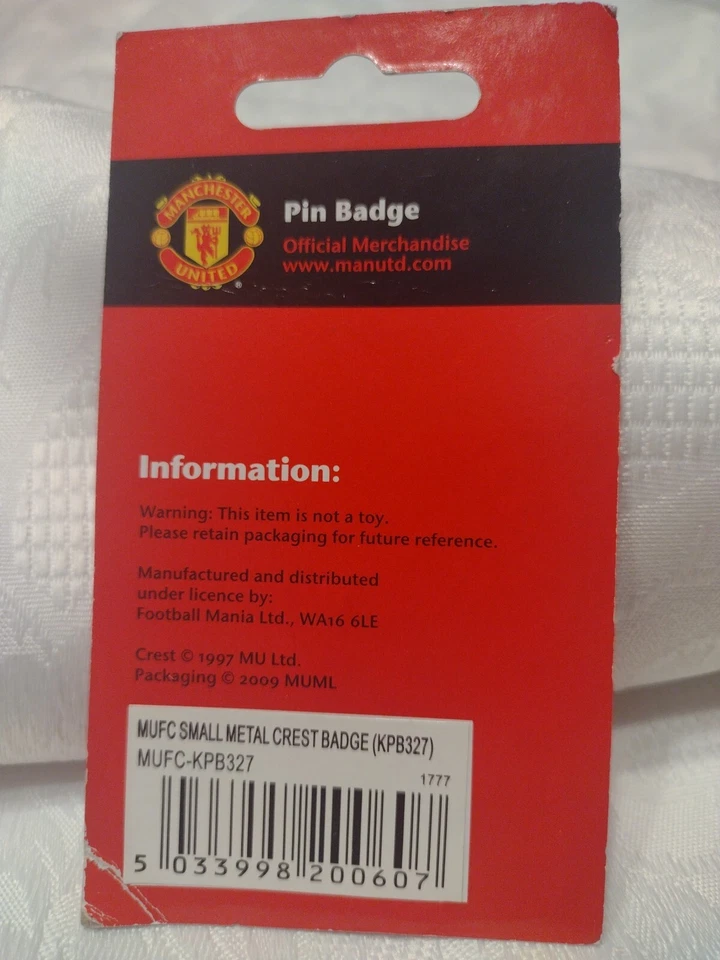 MANCHESTER
UNITED
®
Pin Badge
Official Merchandise
www.manutd.com
Information:
Warning: This item is not a toy.
Please retain packaging for future reference.
Manufactured and distributed
under licence by:
Football Mania Ltd., WA16 6LE
Crest © 1997 MU Ltd.
Packaging © 2009 MUML
MUFC SMALL METAL CREST BADGE (KPB327)
MUFC-KPB327
1777
5 033998 200607